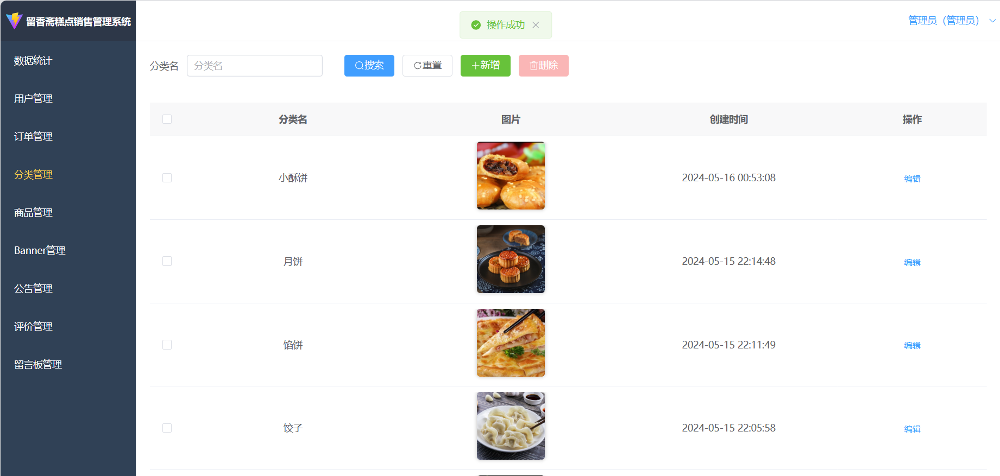 留香斋糕点销售管理系统
操作成功
管理员（管理员）
数据统计
用户管理
订单管理
分类管理
商品管理
Banner管理
公告管理
评价管理
留言板管理
分类名 分类名 搜索 重置 新增 删除
分类名 图片 创建时间 操作
小酥饼 2024-05-16 00:53:08 编辑
月饼 2024-05-15 22:14:48 编辑
馅饼 2024-05-15 22:11:49 编辑
饺子 2024-05-15 22:05:58 编辑